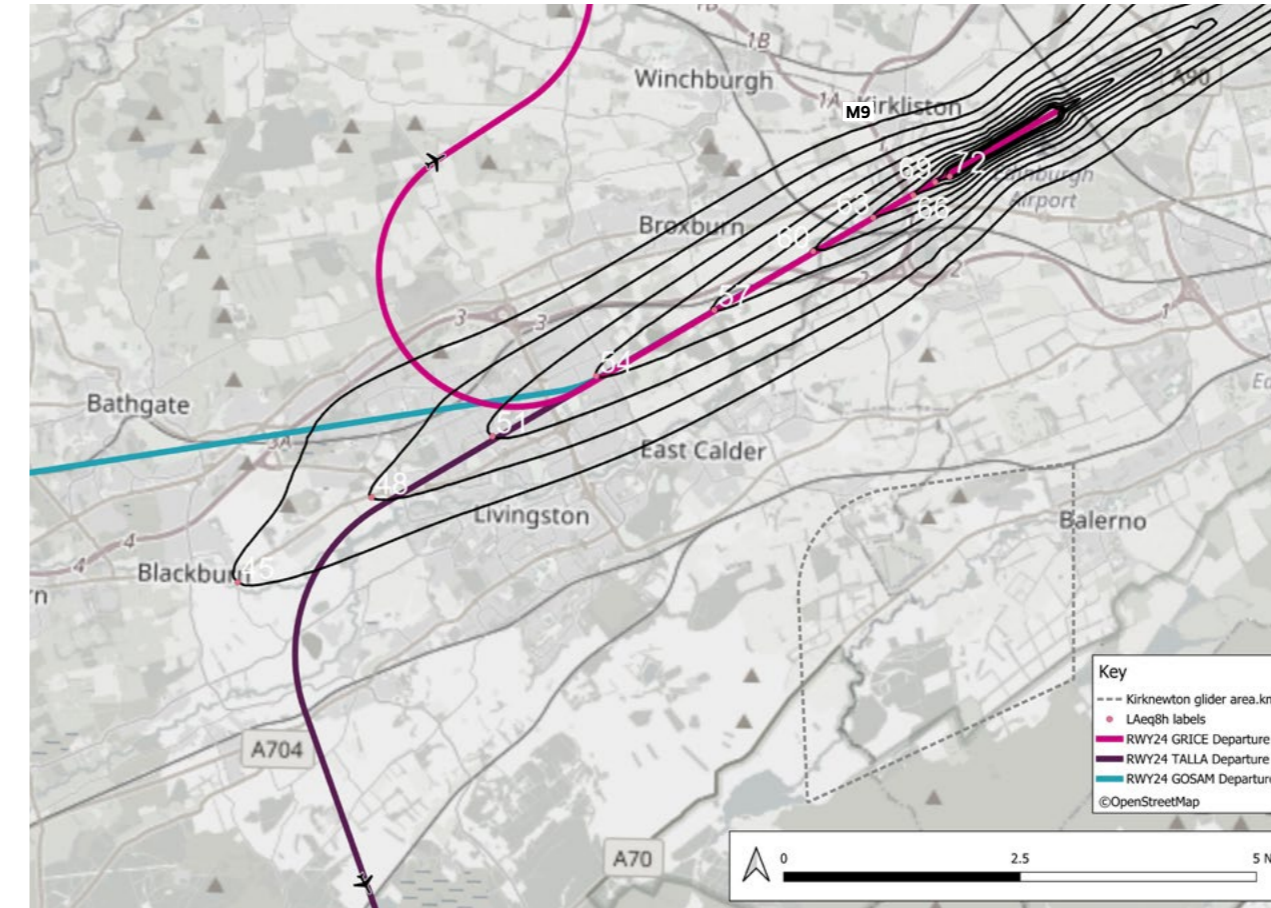 1B
1B
Winchburgh
1A
M9
Kirkliston
A90
69
72
Edinburgh
Airport
63
66
Broxburn
60
2
2
57
1
3
3
54
Bathgate
51
3A
East Calder
48
Livingston
Balerno
4
4
Blackburn
45
A704
A70
Key
Kirknewton glider area.km
LAeq8h labels
RWY24 GRICE Departure
RWY24 TALLA Departure
RWY24 GOSAM Departure
©OpenStreetMap
0
2.5
5 N